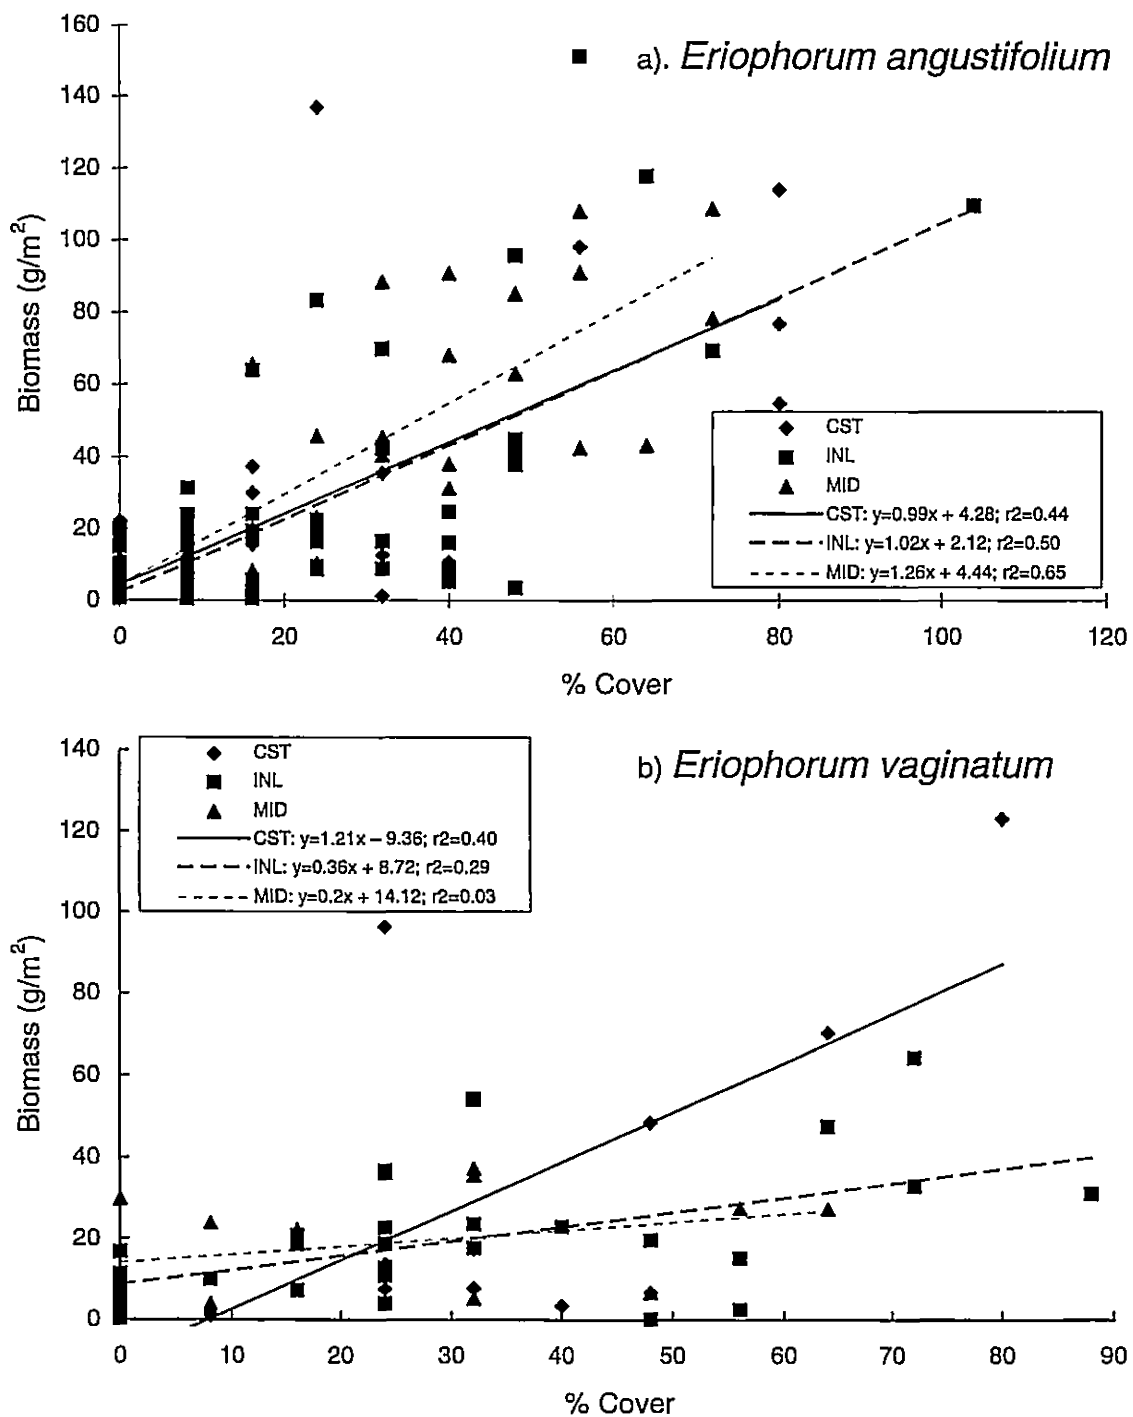 160
140
120
100
80
60
40
20
0
Biomass (g/m²)
a). Eriophorum angustifolium
CST
INL
MID
CST: y=0.99x + 4.28; r2=0.44
INL: y=1.02x + 2.12; r2=0.50
MID: y=1.26x + 4.44; r2=0.65
0 20 40 60 80 100 120
% Cover
140
120
100
80
60
40
20
0
Biomass (g/m²)
CST
INL
MID
CST: y=1.21x – 9.36; r2=0.40
INL: y=0.36x + 8.72; r2=0.29
MID: y=0.2x + 14.12; r2=0.03
b) Eriophorum vaginatum
0 10 20 30 40 50 60 70 80 90
% Cover